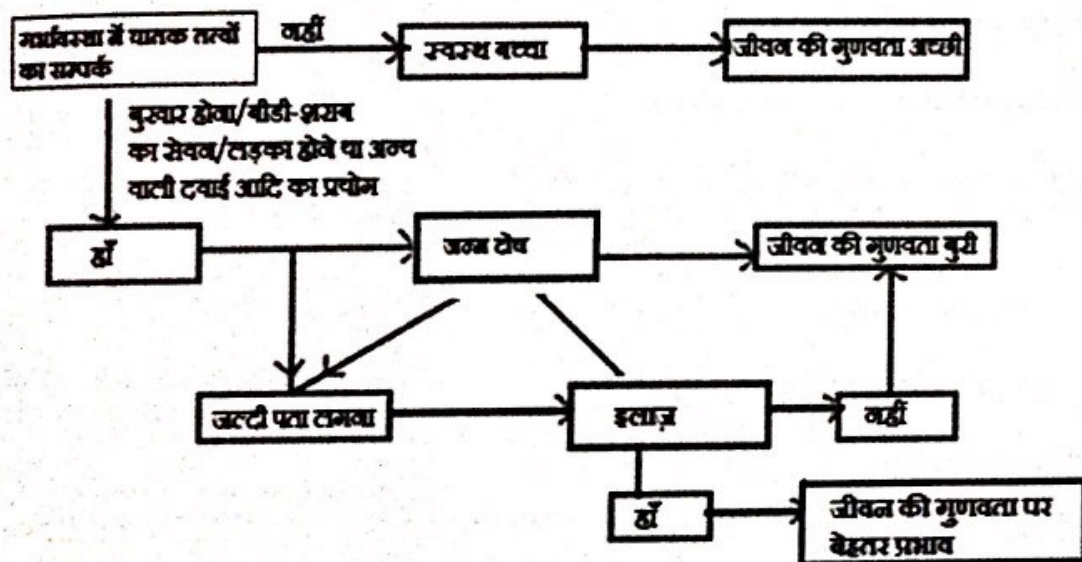 गर्भावस्था में घातक तत्वों
का सम्पर्क
नहीं
स्वस्थ बच्चा
जीवन की गुणवता अच्छी
बुखार होना/बीडी-शराब
का सेवन/लड़का होने या अन्य
वाली दवाई आदि का प्रयोग
हाँ
जन्म दोष
जीवन की गुणवता बुरी
जल्दी पता लगना
इलाज़
नहीं
हाँ
जीवन की गुणवता पर
बेहतर प्रभाव